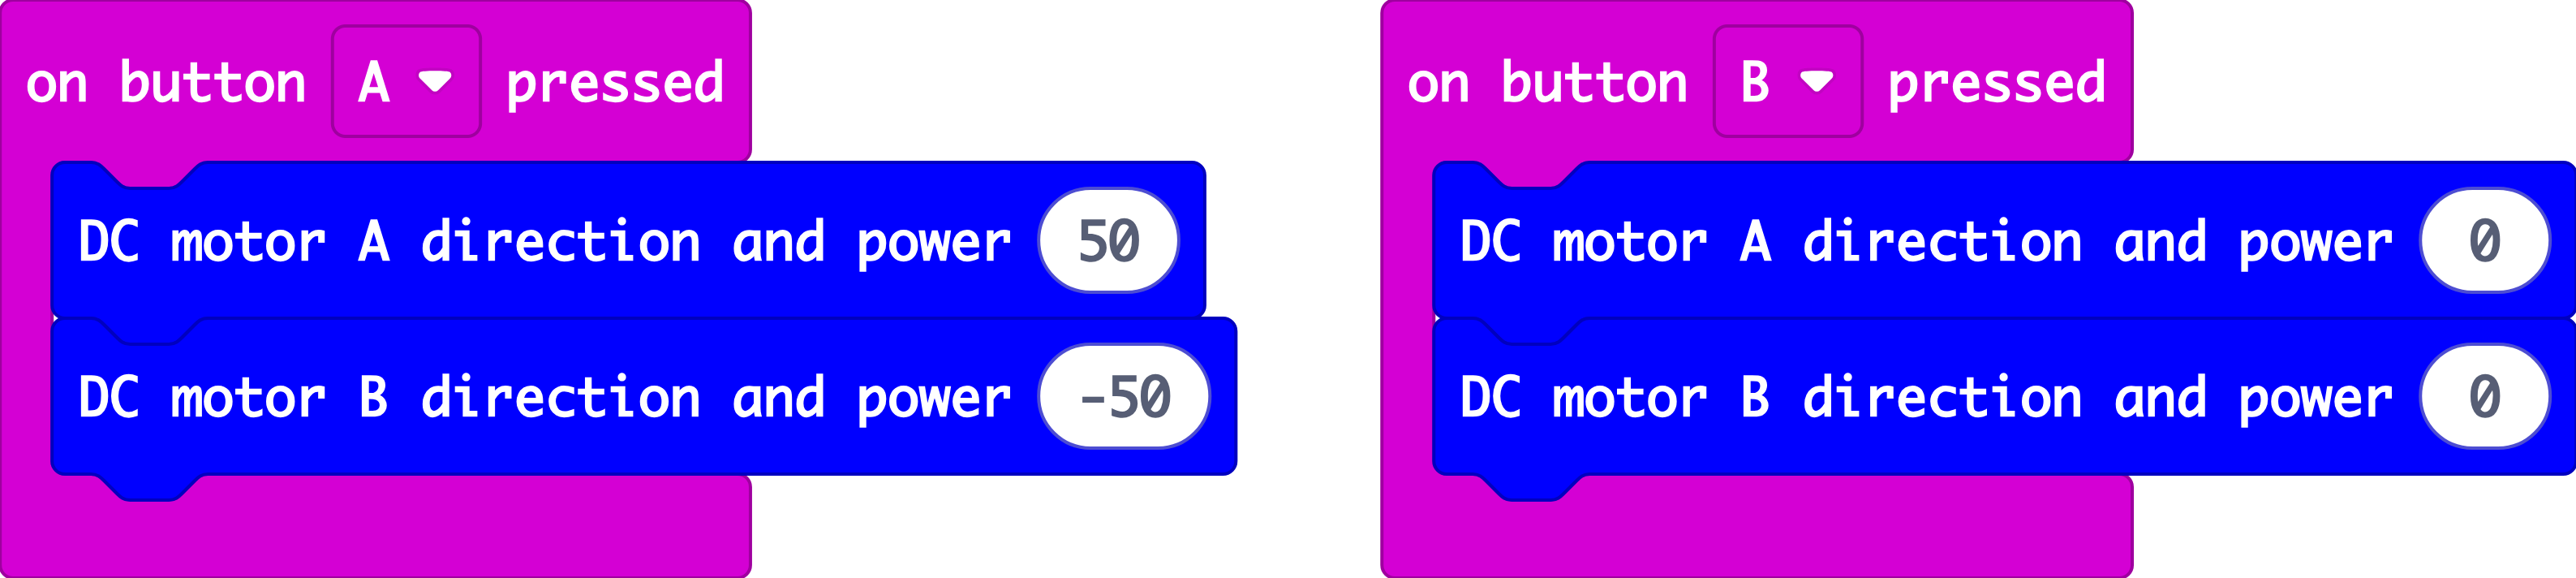 on button A pressed
DC motor A direction and power 50
DC motor B direction and power -50
on button B pressed
DC motor A direction and power 0
DC motor B direction and power 0